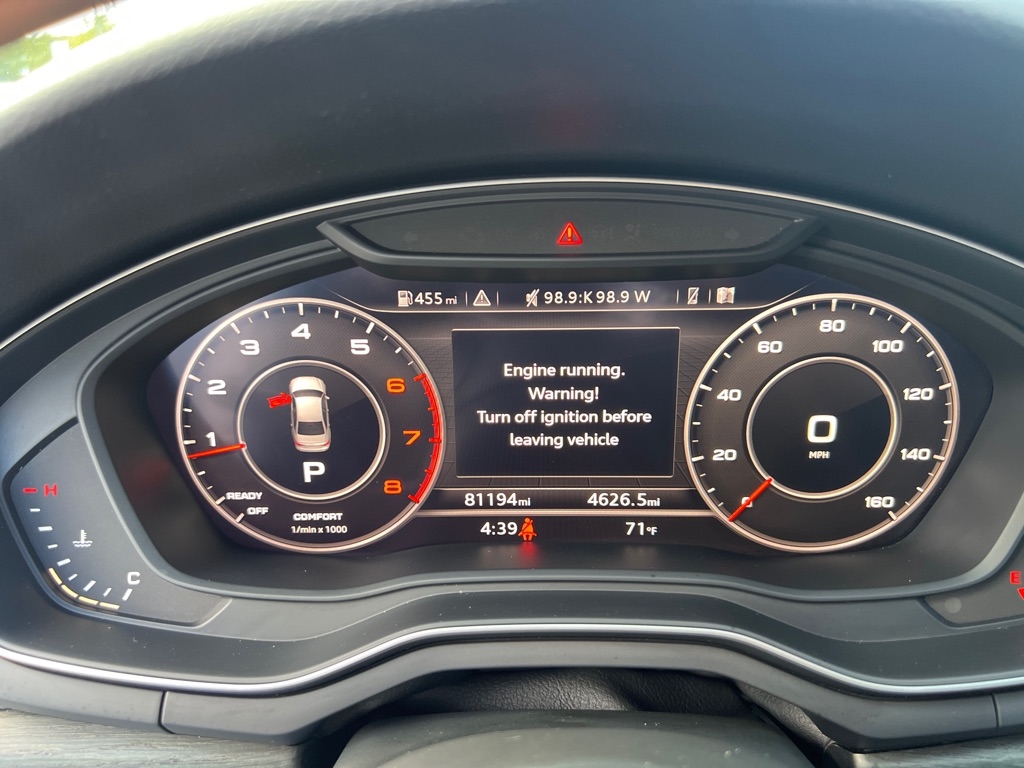 455 mi
98.9:K 98.9 W
4
3
5
2
6
1
7
8
READY
OFF
P
COMFORT
1/min x 1000
Engine running.
Warning!
Turn off ignition before
leaving vehicle
81194mi
4626.5mi
4:39
71°F
80
60
100
40
120
20
140
0
160
0
MPH
H
C
E